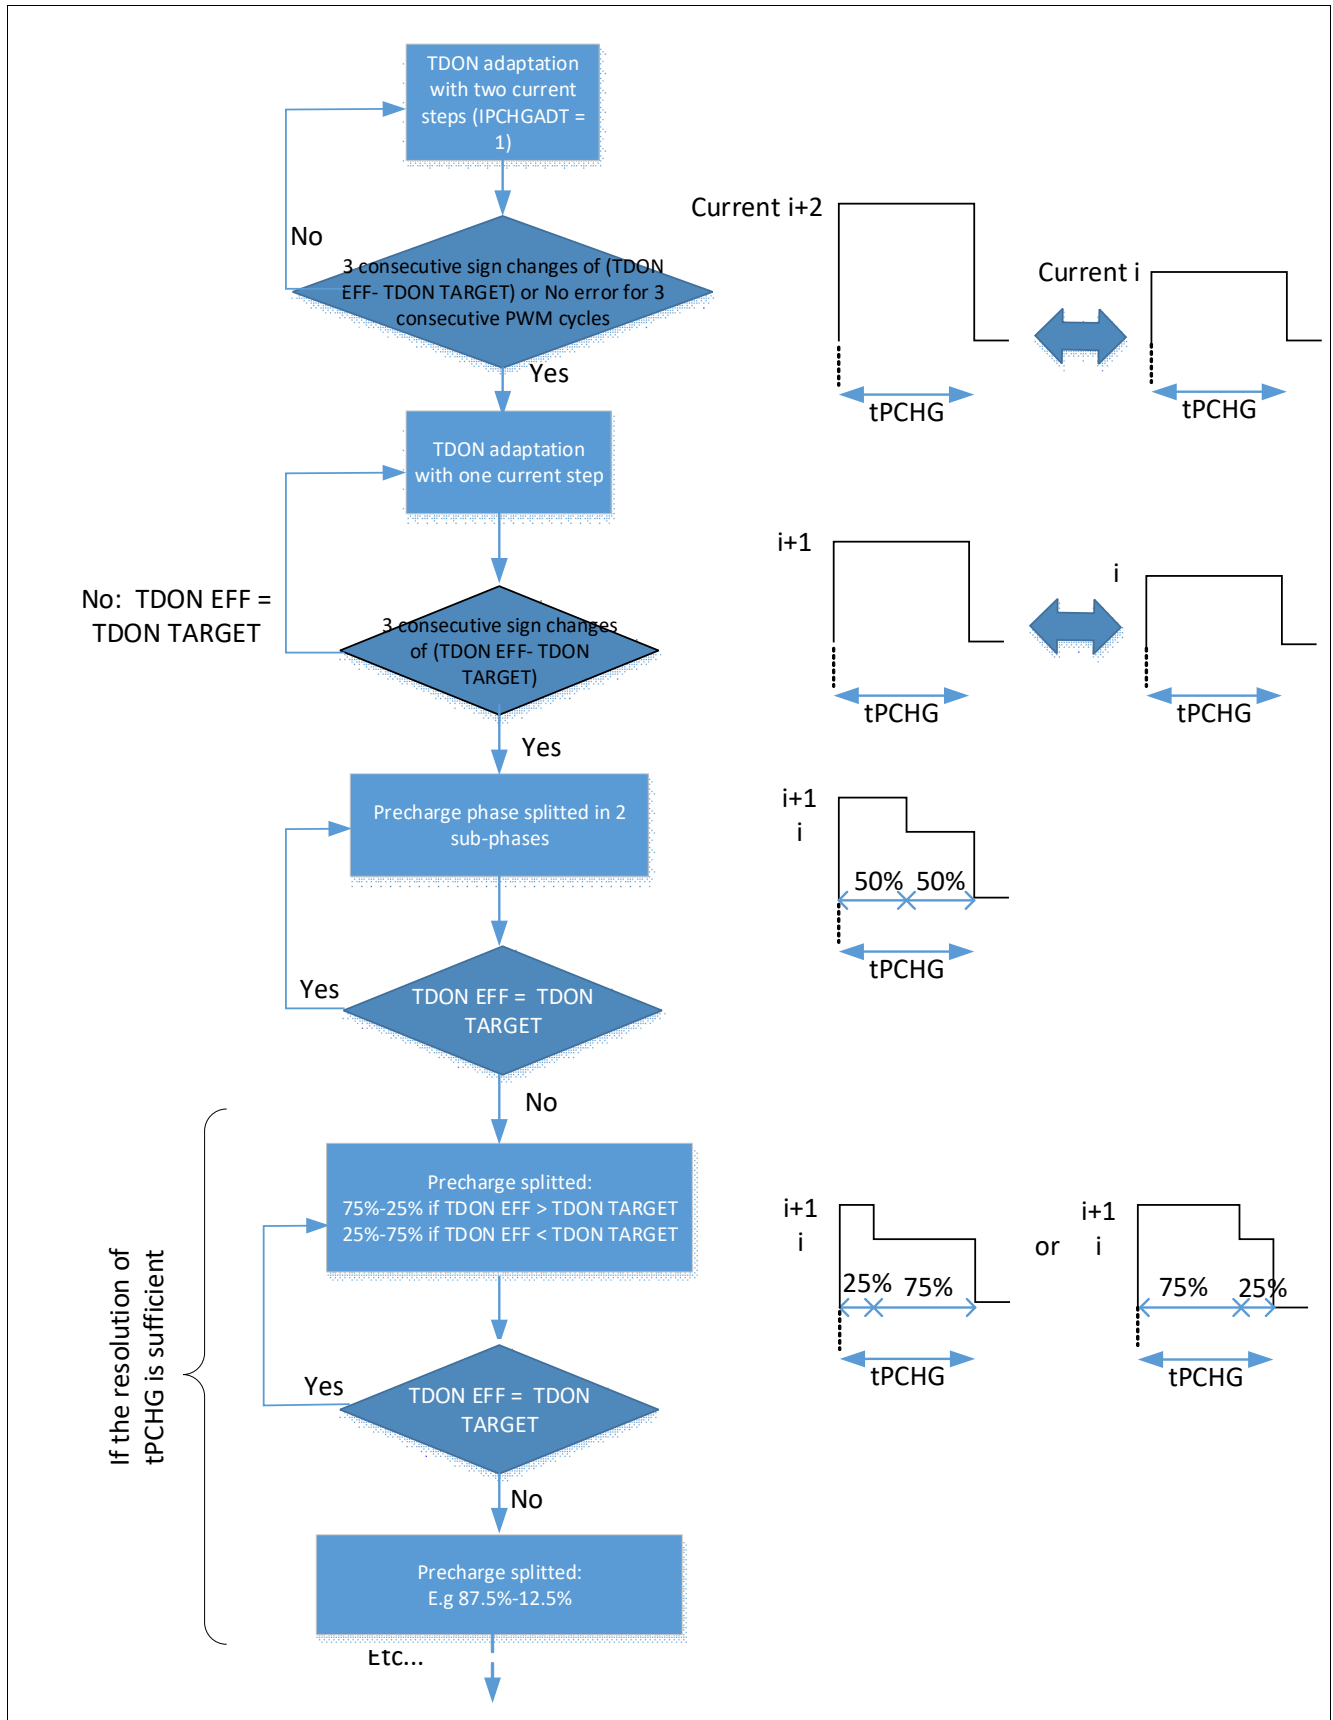 TDON adaptation
with two current
steps (IPCHGADT =
1)
No
3 consecutive sign changes of (TDON
EFF- TDON TARGET) or No error for 3
consecutive PWM cycles
Yes
Current i+2
tPCHG
Current i
tPCHG
TDON adaptation
with one current step
No: TDON EFF =
TDON TARGET
3 consecutive sign changes
of (TDON EFF- TDON
TARGET)
Yes
i+1
tPCHG
i
tPCHG
Precharge phase splitted in 2
sub-phases
i+1
i
50% 50%
tPCHG
Yes
TDON EFF = TDON
TARGET
No
If the resolution of
tPCHG is sufficient
Precharge splitted:
75%-25% if TDON EFF > TDON TARGET
25%-75% if TDON EFF < TDON TARGET
i+1
i
25% 75%
tPCHG
or
i+1
i
75% 25%
tPCHG
Yes
TDON EFF = TDON
TARGET
No
Precharge splitted:
E.g 87.5%-12.5%
Etc...